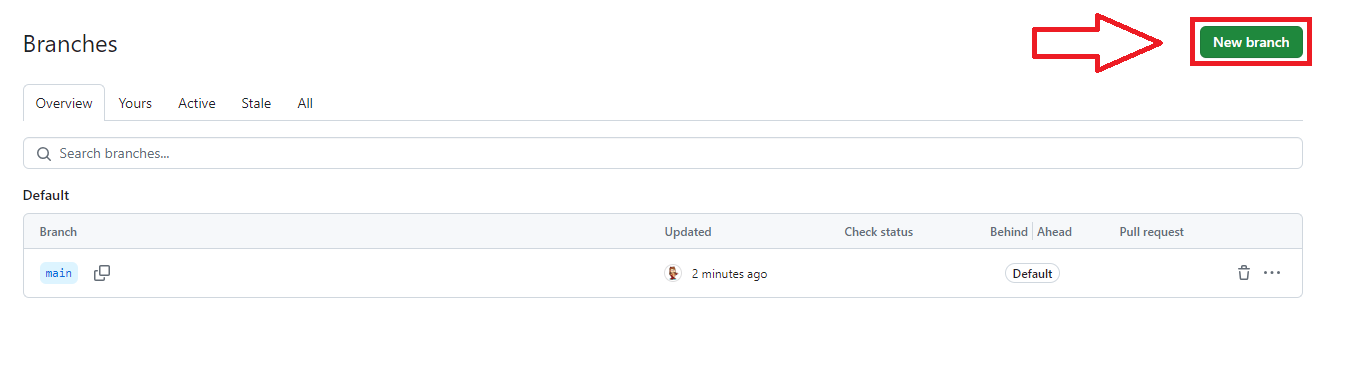 Branches
New branch
Overview Yours Active Stale All
Search branches...
Default
Branch Updated Check status Behind Ahead Pull request
main 2 minutes ago Default